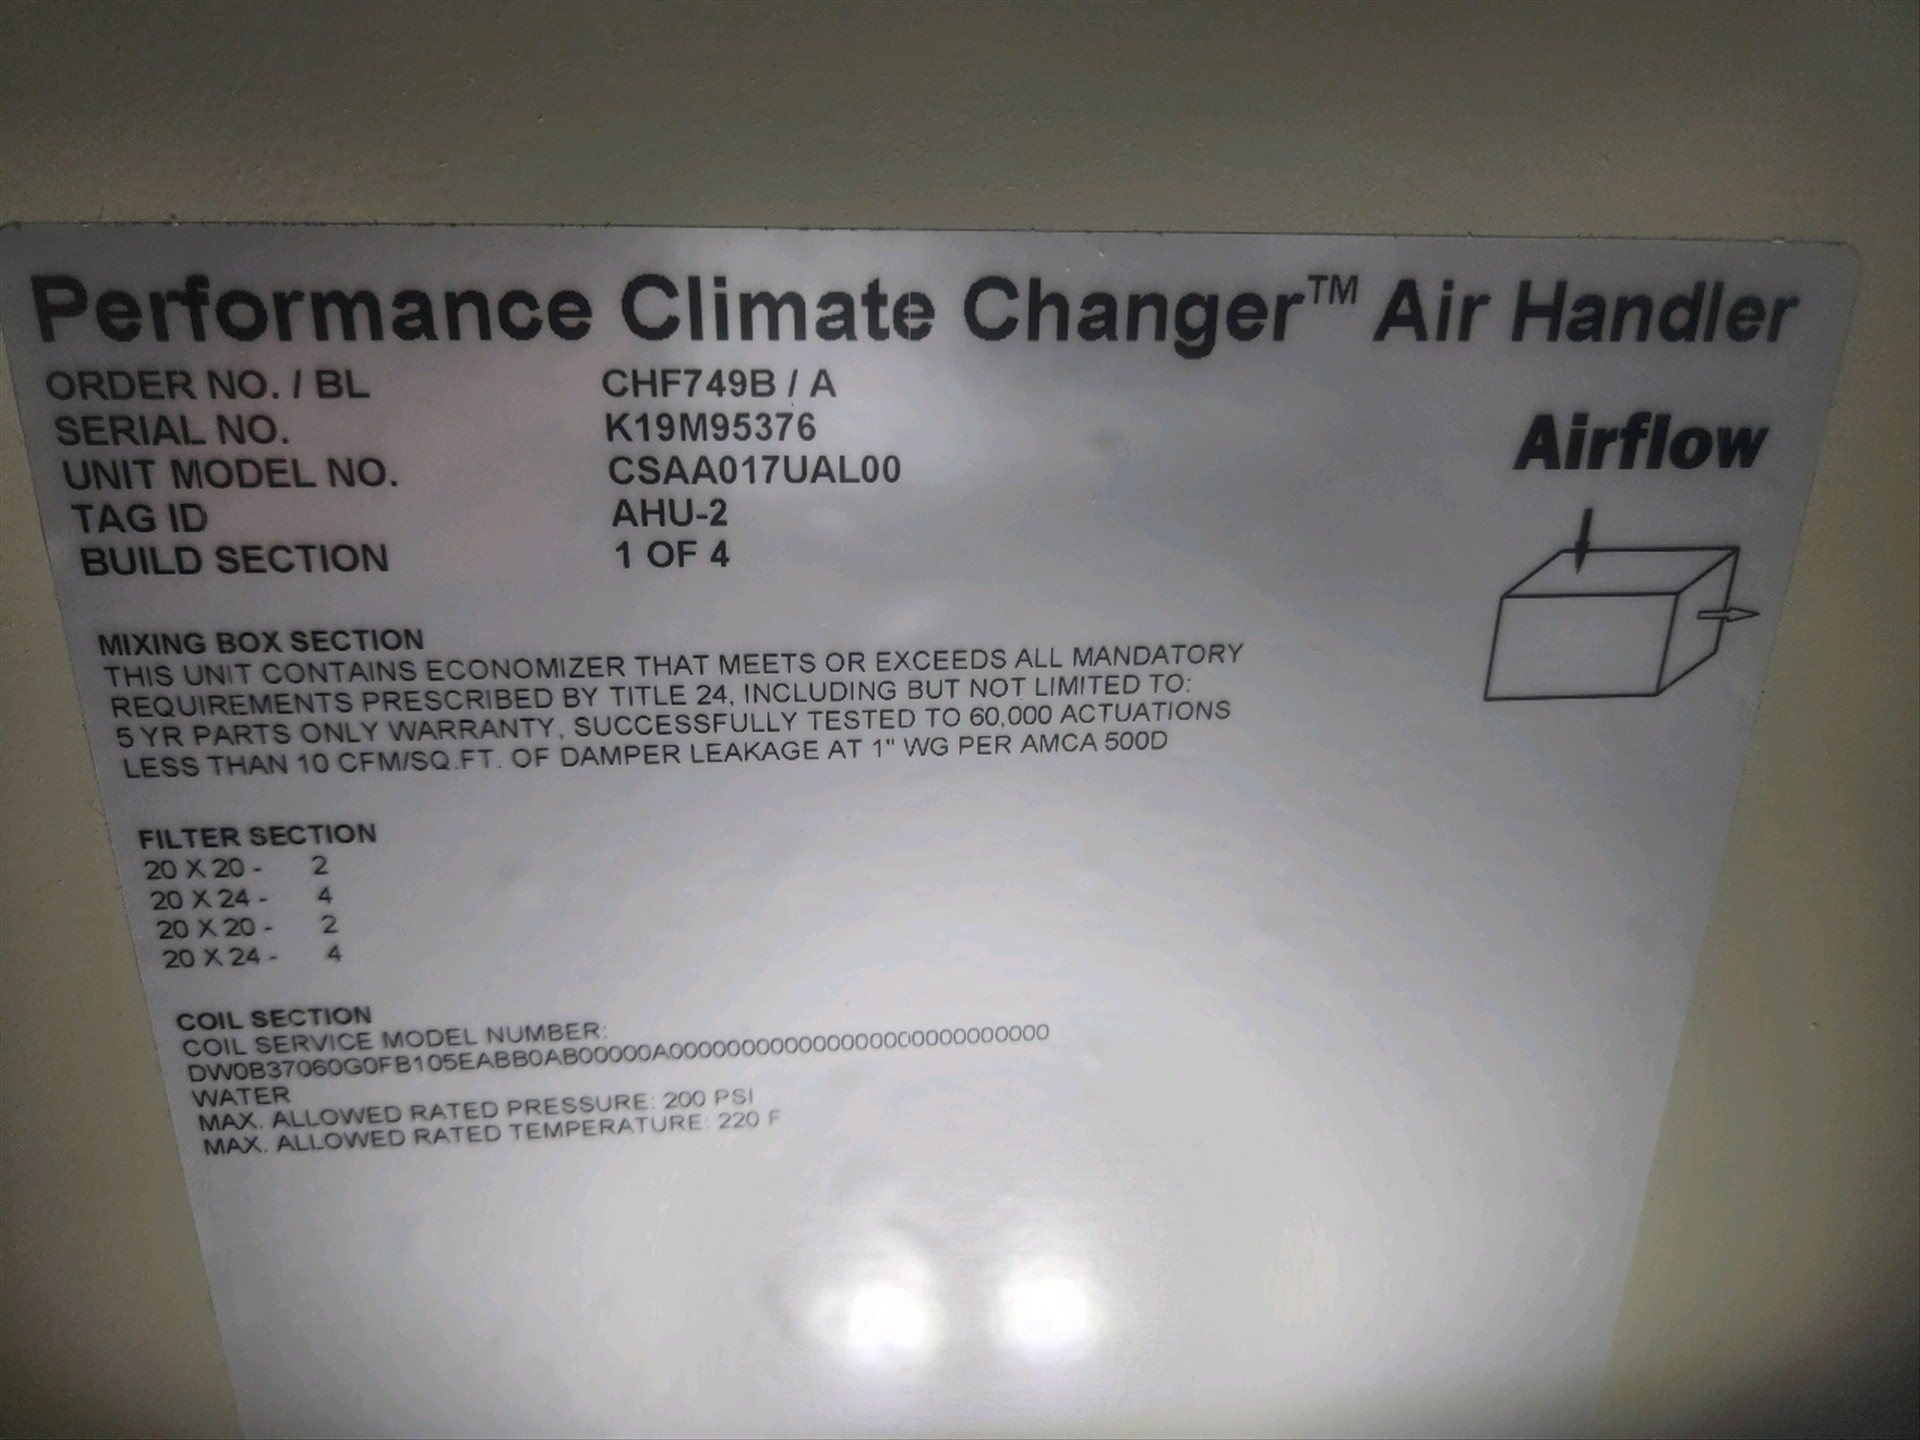 Performance Climate Changer™ Air Handler
ORDER NO. / BL CHF749B / A
SERIAL NO. K19M95376
UNIT MODEL NO. CSAA017UAL00
TAG ID AHU-2
BUILD SECTION 1 OF 4
Airflow
MIXING BOX SECTION
THIS UNIT CONTAINS ECONOMIZER THAT MEETS OR EXCEEDS ALL MANDATORY
REQUIREMENTS PRESCRIBED BY TITLE 24, INCLUDING BUT NOT LIMITED TO:
5 YR PARTS ONLY WARRANTY, SUCCESSFULLY TESTED TO 60,000 ACTUATIONS
LESS THAN 10 CFM/SQ.FT. OF DAMPER LEAKAGE AT 1" WG PER AMCA 500D
FILTER SECTION
20 X 20 - 2
20 X 24 - 4
20 X 20 - 2
20 X 24 - 4
COIL SECTION
COIL SERVICE MODEL NUMBER:
WATER
MAX. ALLOWED RATED PRESSURE: 200 PSI
MAX. ALLOWED RATED TEMPERATURE: 220 F